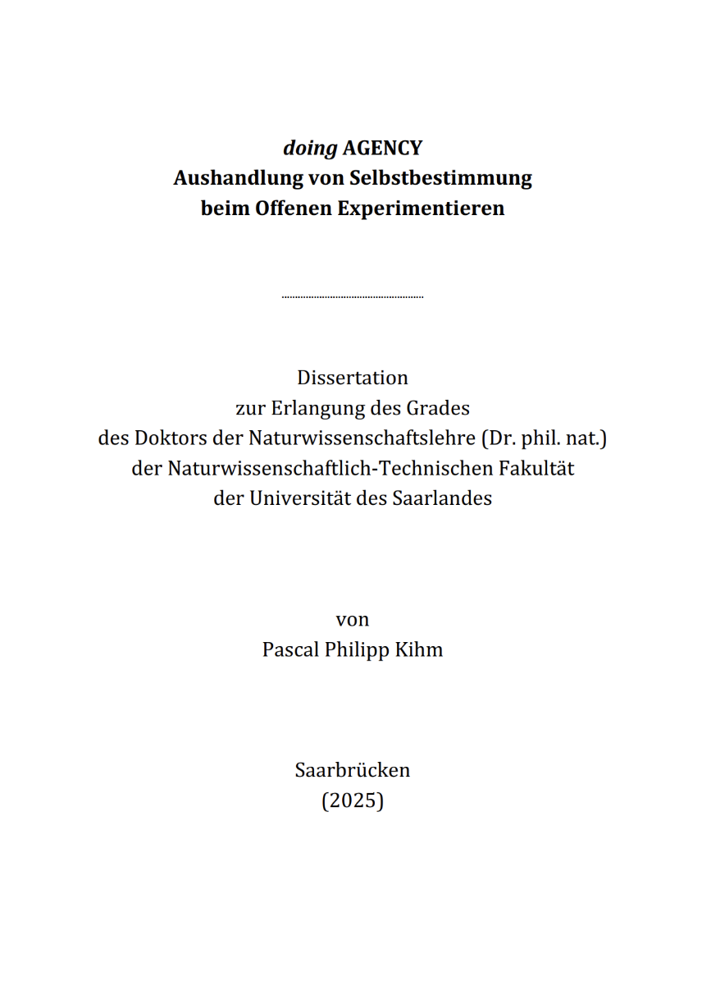 doing AGENCY
Aushandlung von Selbstbestimmung
beim Offenen Experimentieren
Dissertation
zur Erlangung des Grades
des Doktors der Naturwissenschaftslehre (Dr. phil. nat.)
der Naturwissenschaftlich-Technischen Fakultät
der Universität des Saarlandes
von
Pascal Philipp Kihm
Saarbrücken
(2025)